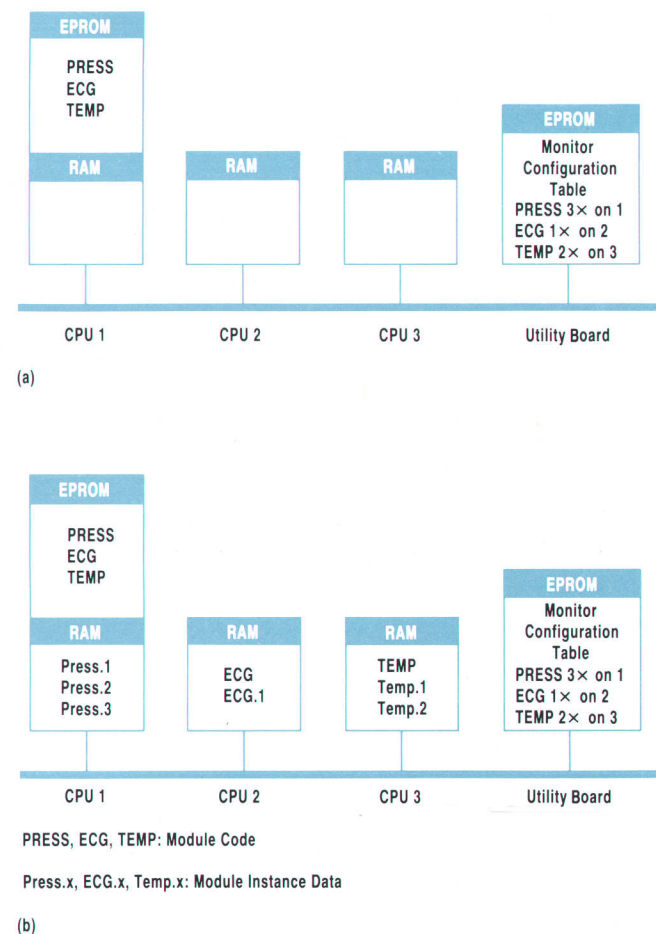 EPROM
PRESS
ECG
TEMP
RAM
RAM
RAM
EPROM
Monitor
Configuration
Table
PRESS 3× on 1
ECG 1× on 2
TEMP 2× on 3
CPU 1
CPU 2
CPU 3
Utility Board
(a)
EPROM
PRESS
ECG
TEMP
RAM
Press.1
Press.2
Press.3
RAM
ECG
ECG.1
RAM
TEMP
Temp.1
Temp.2
EPROM
Monitor
Configuration
Table
PRESS 3× on 1
ECG 1× on 2
TEMP 2× on 3
CPU 1
CPU 2
CPU 3
Utility Board
PRESS, ECG, TEMP: Module Code
Press.x, ECG.x, Temp.x: Module Instance Data
(b)